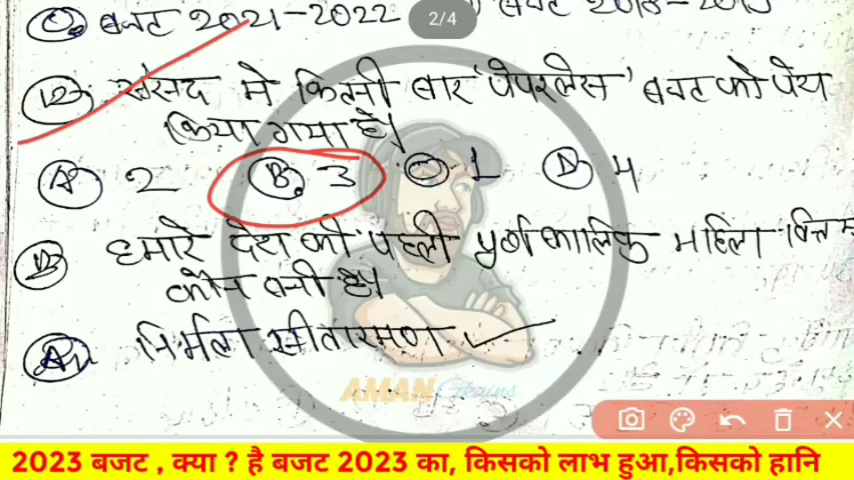 C. बजट 2021-2022
2/4
12. संसद में कितनी बार 'पेपरलेस' बजट को पेश
किया गया है।
A. 2 B. 3 C. 1 D. 4
हमारे देश की पहली पूर्णकालिक महिला वित्त
कौन बनी है।
A. निर्मला सीतारमण
AMAN
2023 बजट , क्या ? है बजट 2023 का, किसको लाभ हुआ,किसको हानि